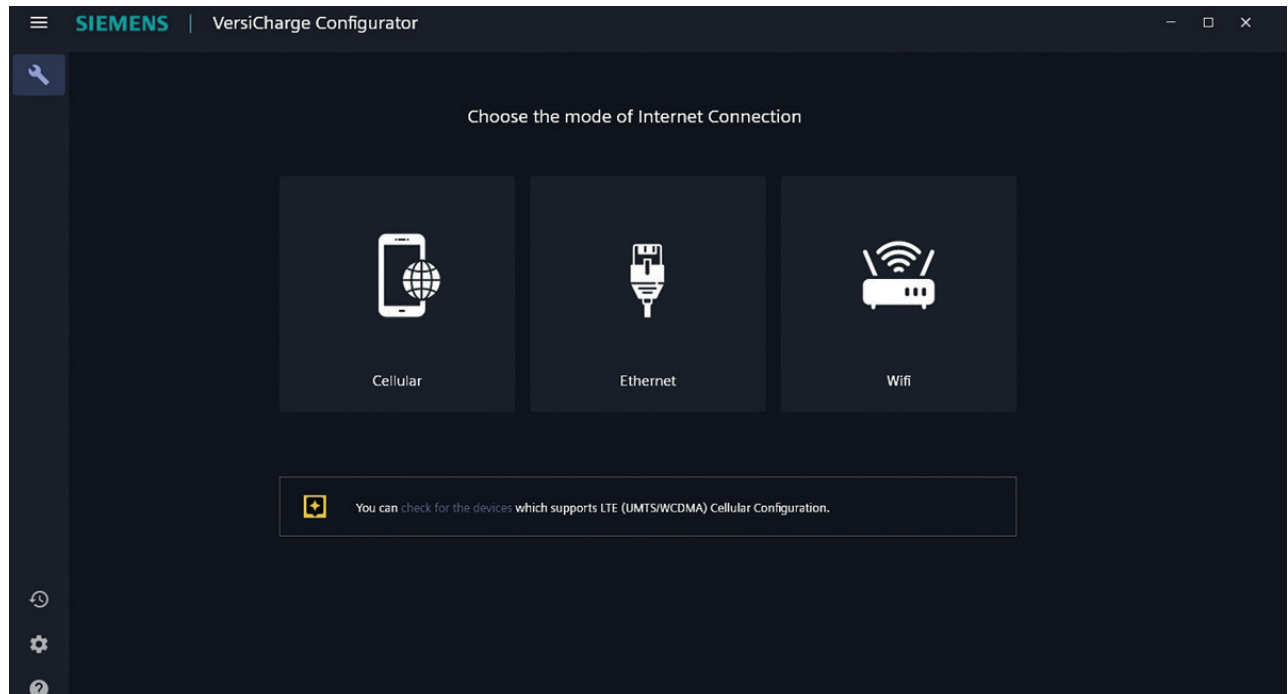 SIEMENS | VersiCharge Configurator
Choose the mode of Internet Connection
Cellular
Ethernet
Wifi
You can check for the devices which supports LTE (UMTS/WCDMA) Cellular Configuration.